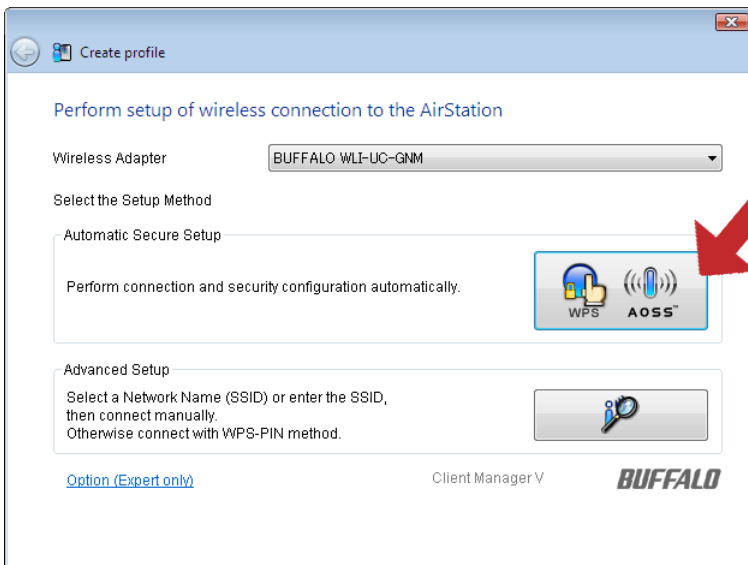 Create profile
Perform setup of wireless connection to the AirStation
Wireless Adapter
BUFFALO WLI-UC-GNM
Select the Setup Method
Automatic Secure Setup
Perform connection and security configuration automatically.
WPS
AOSS™
Advanced Setup
Select a Network Name (SSID) or enter the SSID,
then connect manually.
Otherwise connect with WPS-PIN method.
Option (Expert only)
Client Manager V
BUFFALO